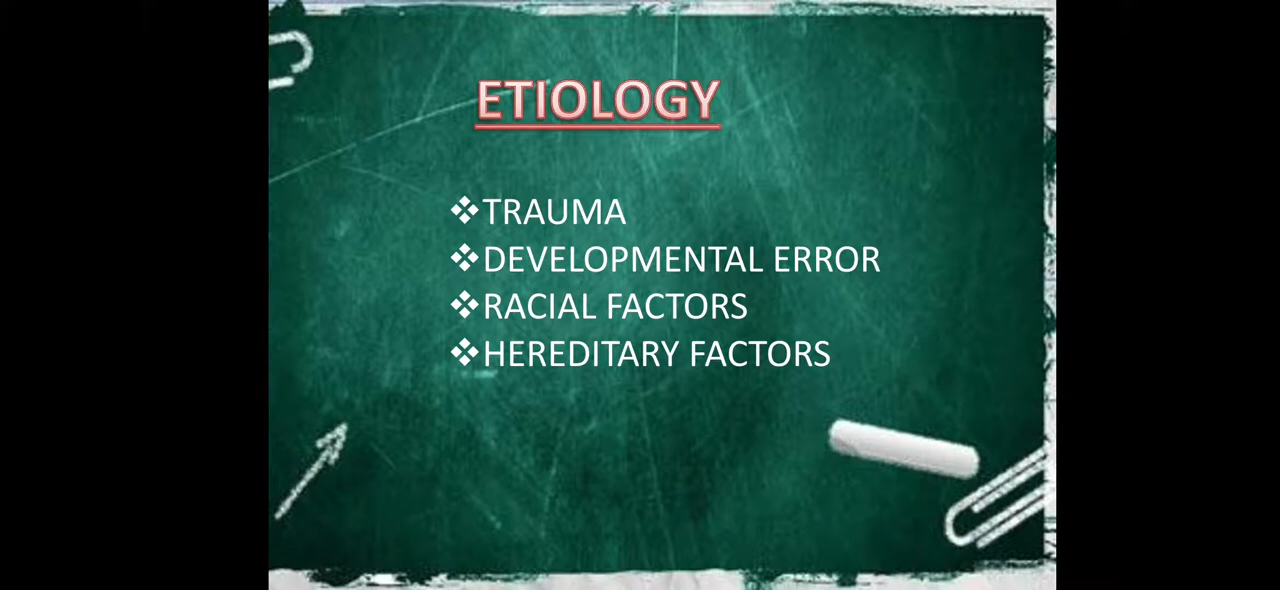 ETIOLOGY
❖TRAUMA
❖DEVELOPMENTAL ERROR
❖RACIAL FACTORS
❖HEREDITARY FACTORS